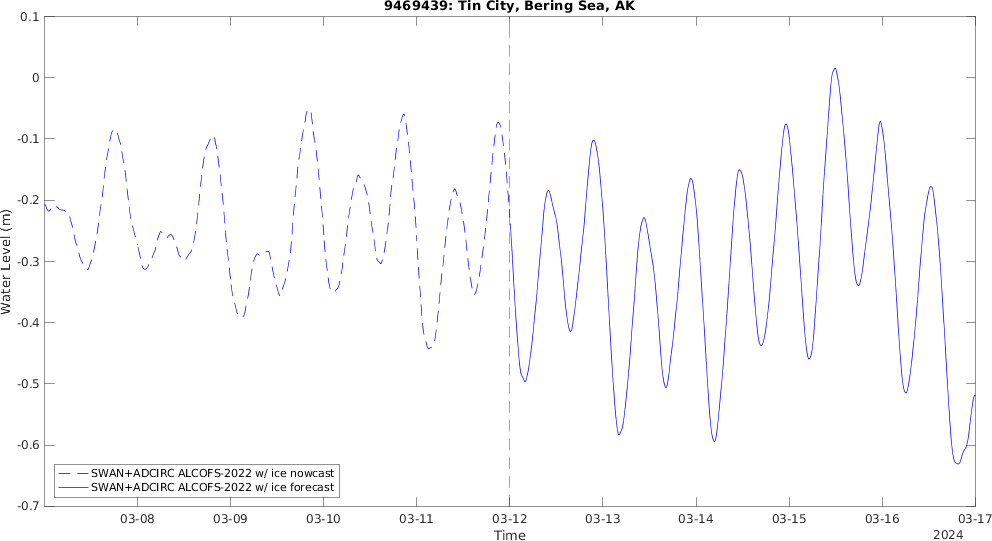 9469439: Tin City, Bering Sea, AK
0.1
0
-0.1
-0.2
-0.3
-0.4
-0.5
-0.6
-0.7
Water Level (m)
SWAN+ADCIRC ALCOFS-2022 w/ ice nowcast
SWAN+ADCIRC ALCOFS-2022 w/ ice forecast
03-08 03-09 03-10 03-11 03-12 03-13 03-14 03-15 03-16 03-17
Time
2024